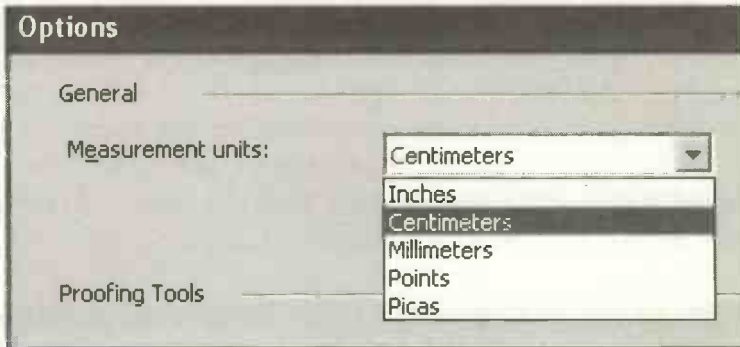 Options
General
Measurement units: Centimeters
Inches
Centimeters
Millimeters
Points
Proofing Tools
Picas